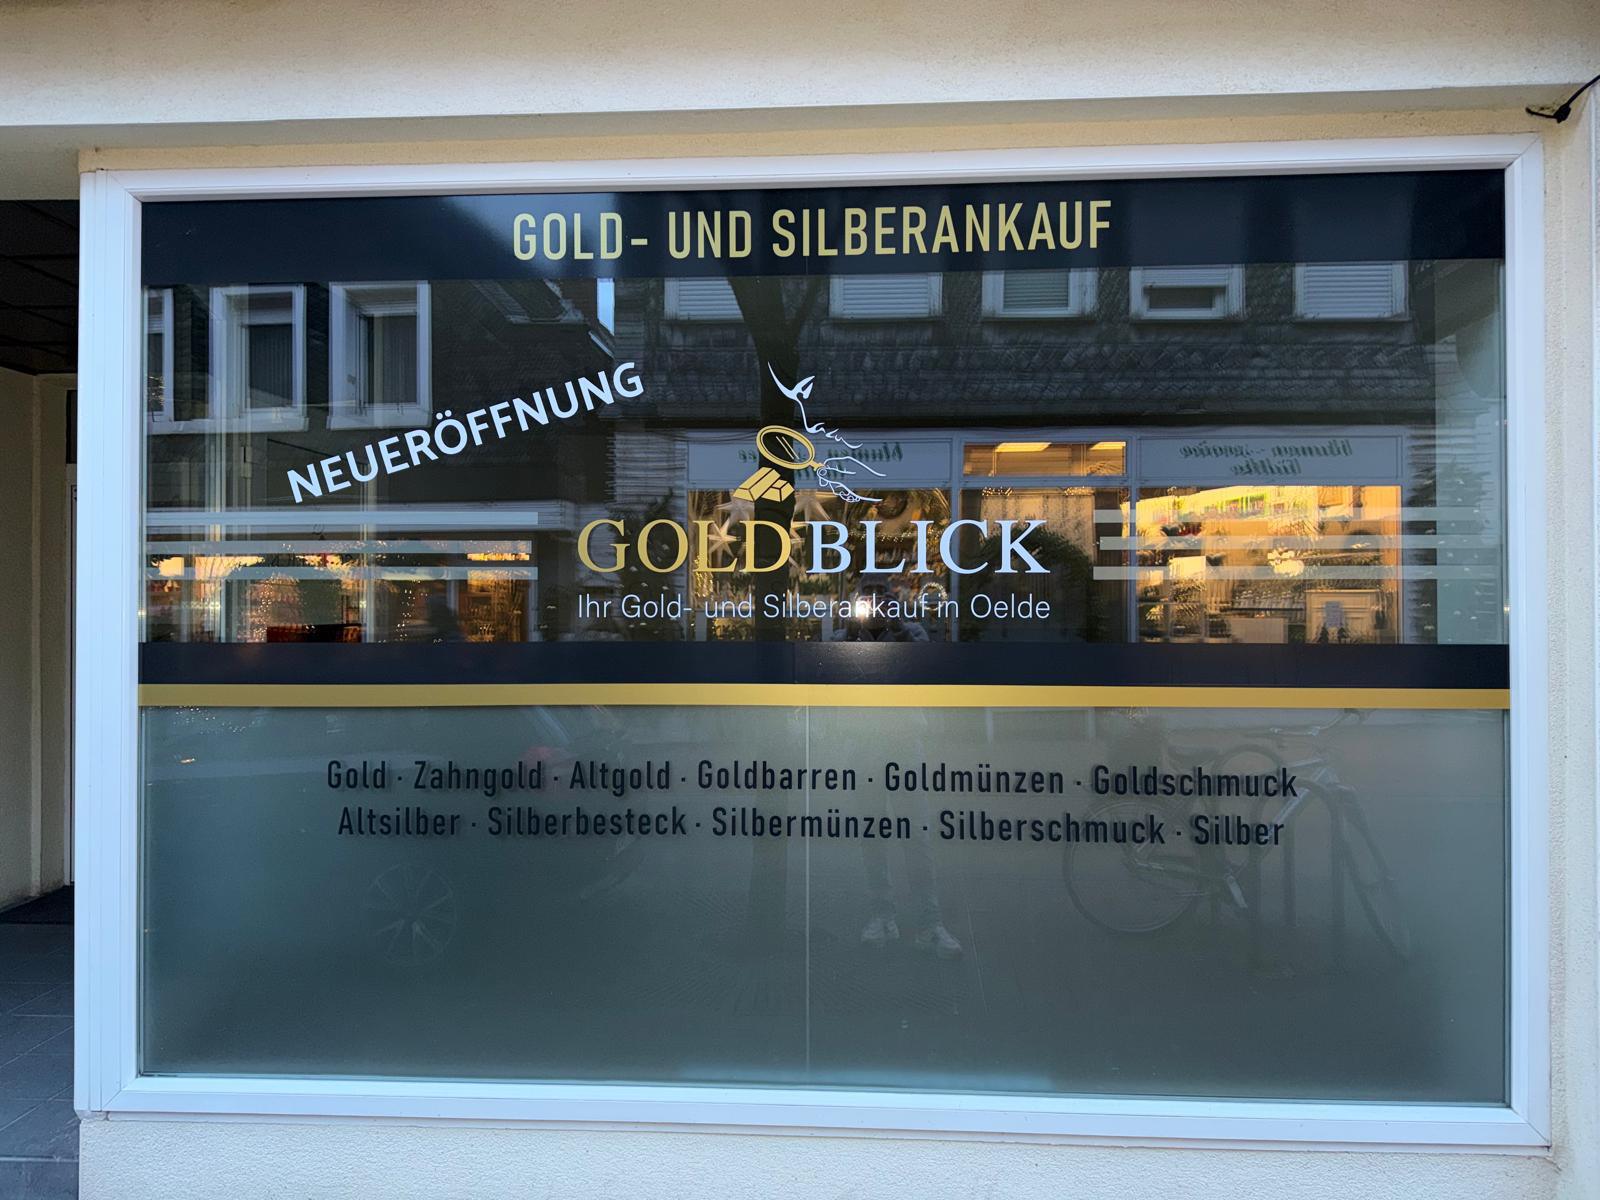 GOLD- UND SILBERANKAUF
NEUERÖFFNUNG
GOLDBLICK
Ihr Gold- und Silberankauf in Oelde
Gold · Zahngold · Altgold · Goldbarren · Goldmünzen · Goldschmuck
Altsilber · Silberbesteck · Silbermünzen · Silberschmuck · Silber